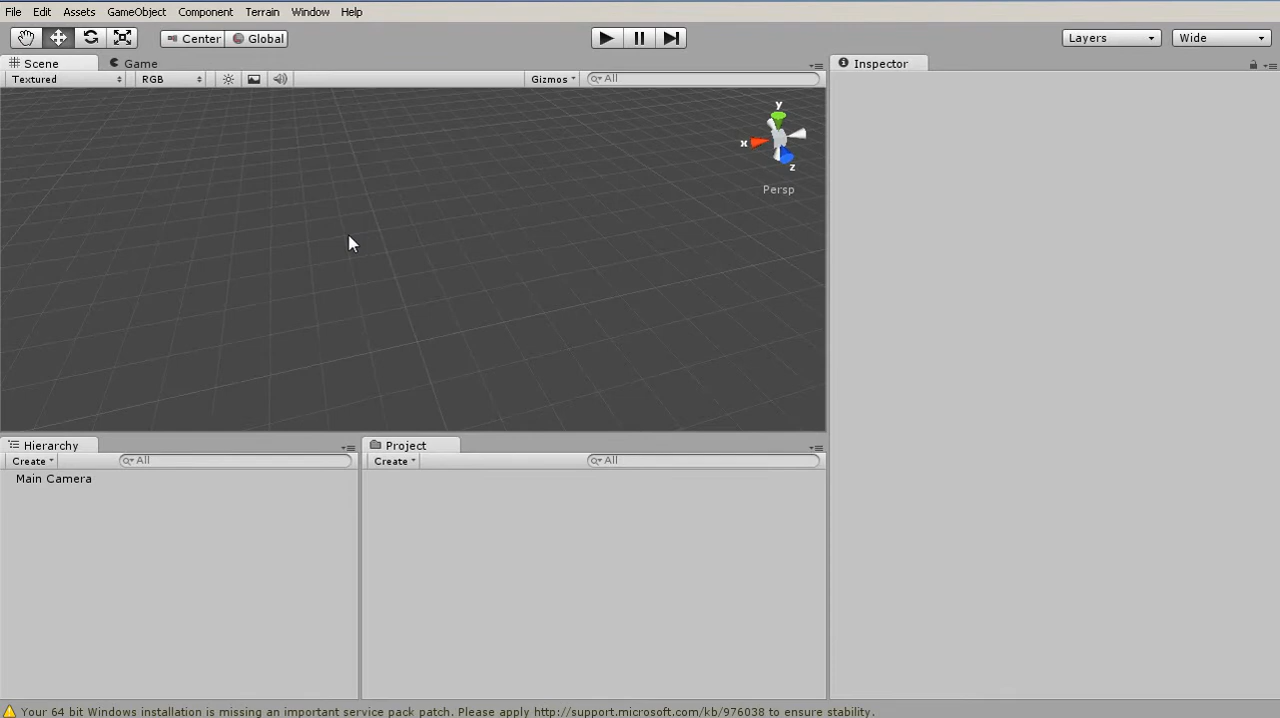 File Edit Assets GameObject Component Terrain Window Help
Center Global Layers Wide
Scene Game Inspector
Textured RGB Gizmos All
y
x
z
Persp
Hierarchy Project
Create All Create All
Main Camera
Your 64 bit Windows installation is missing an important service pack patch. Please apply http://support.microsoft.com/kb/976038 to ensure stability.